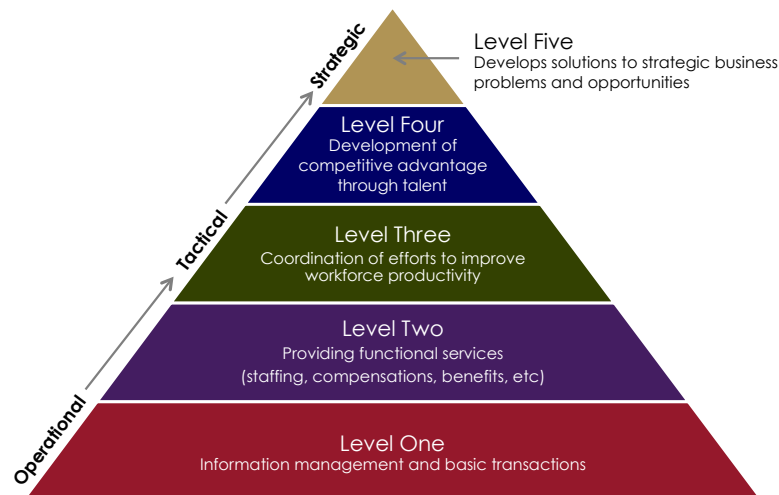 Level Five
Develops solutions to strategic business
problems and opportunities
Strategic
Level Four
Development of
competitive advantage
through talent
Tactical
Level Three
Coordination of efforts to improve
workforce productivity
Level Two
Providing functional services
(staffing, compensations, benefits, etc)
Operational
Level One
Information management and basic transactions